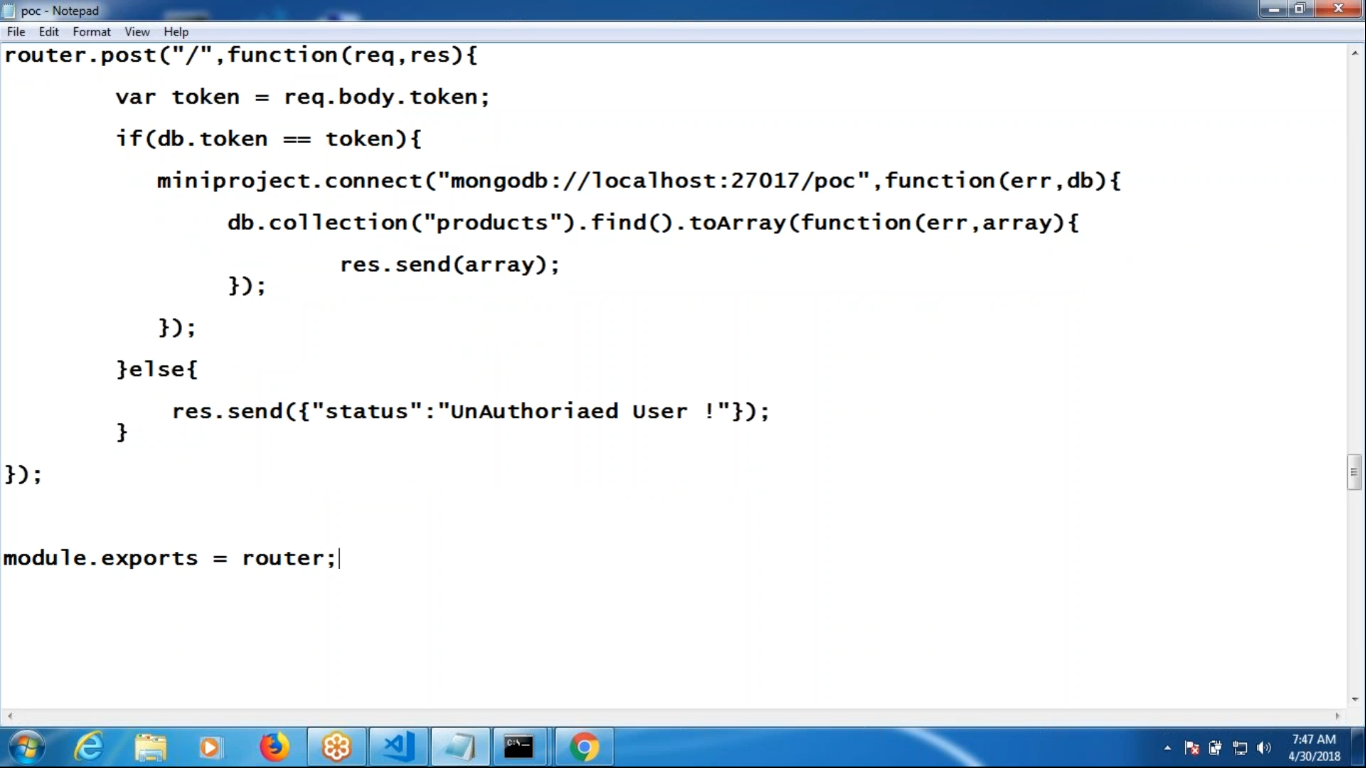 poc - Notepad
File Edit Format View Help
router.post("/",function(req,res){
var token = req.body.token;
if(db.token == token){
miniproject.connect("mongodb://localhost:27017/poc",function(err,db){
db.collection("products").find().toArray(function(err,array){
res.send(array);
});
});
}else{
res.send({"status":"UnAuthoriaed User !"});
}
});
module.exports = router;
C:\_
7:47 AM
4/30/2018